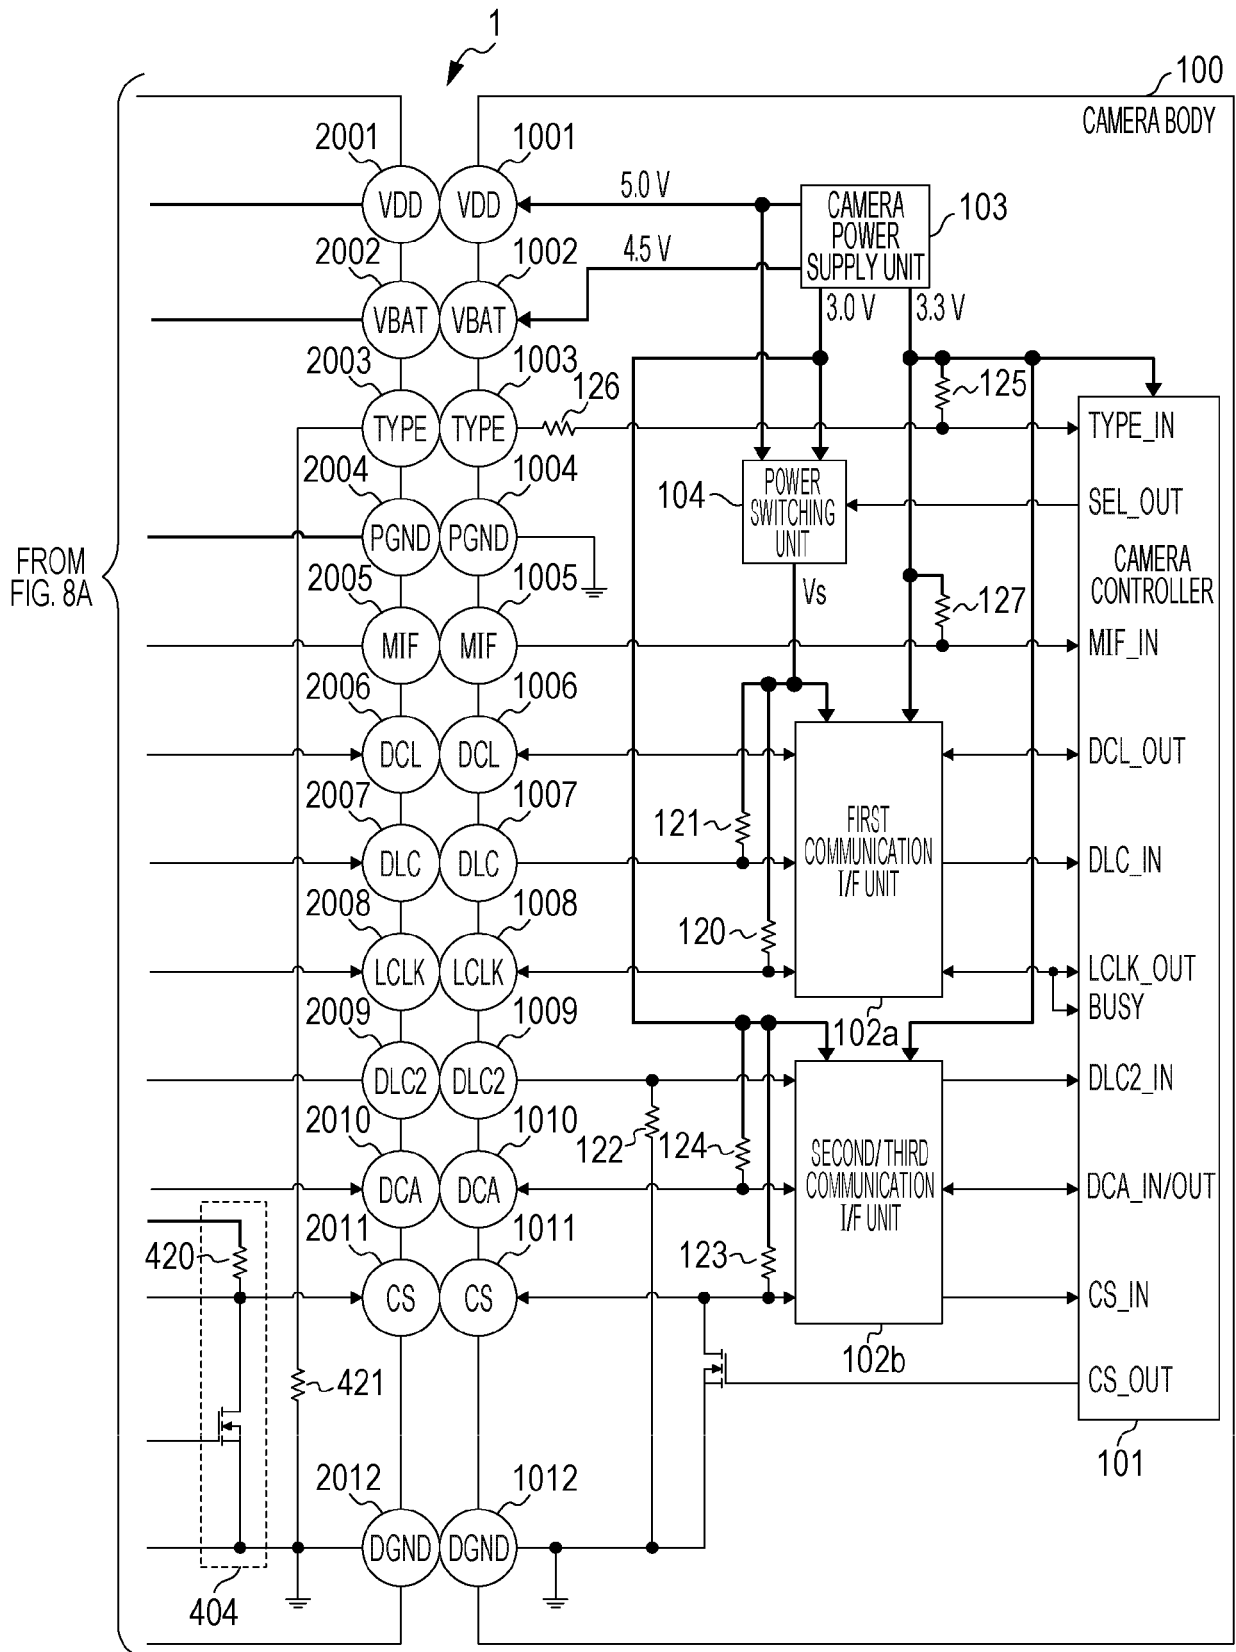 1
100
CAMERA BODY
2001
1001
VDD
VDD
5.0 V
CAMERA
POWER
SUPPLY UNIT
103
2002
1002
VBAT
VBAT
4.5 V
3.0 V
3.3 V
2003
1003
TYPE
TYPE
126
125
TYPE_IN
2004
1004
PGND
PGND
104
POWER
SWITCHING
UNIT
SEL_OUT
FROM
FIG. 8A
CAMERA
CONTROLLER
2005
1005
MIF
MIF
Vs
127
MIF_IN
2006
1006
DCL
DCL
DCL_OUT
2007
1007
DLC
DLC
121
FIRST
COMMUNICATION
I/F UNIT
DLC_IN
2008
1008
LCLK
LCLK
120
LCLK_OUT
BUSY
102a
2009
1009
DLC2
DLC2
DLC2_IN
2010
1010
DCA
DCA
122
124
SECOND/THIRD
COMMUNICATION
I/F UNIT
DCA_IN/OUT
2011
1011
CS
CS
420
123
CS_IN
102b
CS_OUT
421
101
2012
1012
DGND
DGND
404